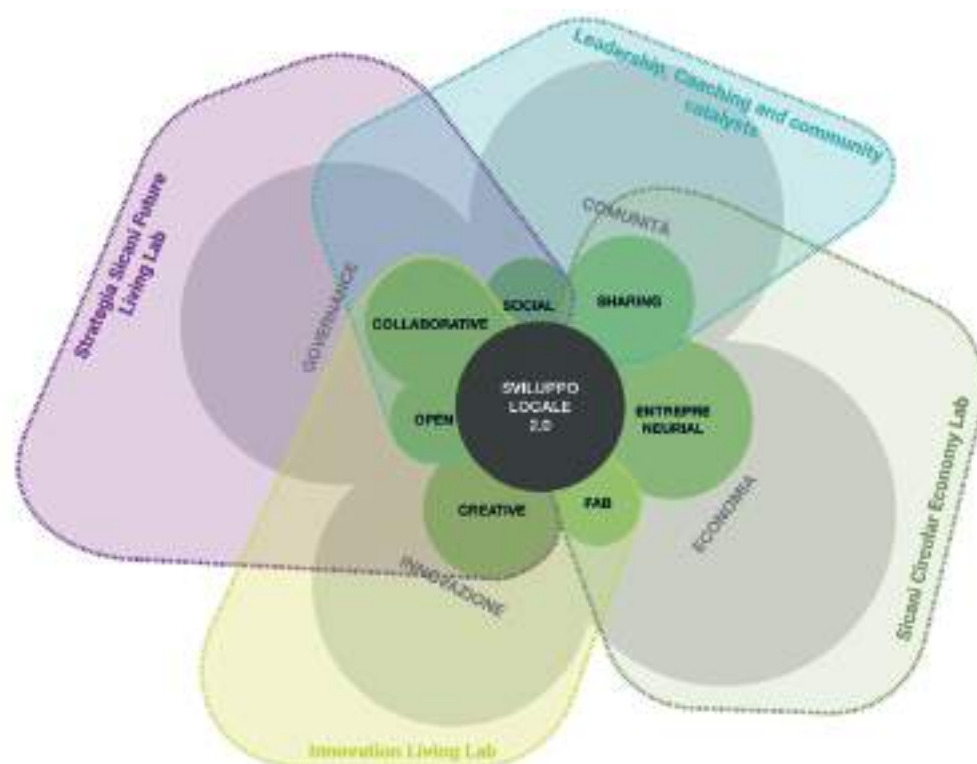 Leadership, Coaching and community
catalysts
Strategia Sicani Future
Living Lab
COMUNITÀ
GOVERNANCE
SOCIAL
SHARING
COLLABORATIVE
SVILUPPO
LOCALE
2.0
OPEN
ENTREPRE
NEURIAL
CREATIVE
FAB
ECONOMIA
INNOVAZIONE
Sicani Circular Economy Lab
Innovation Living Lab